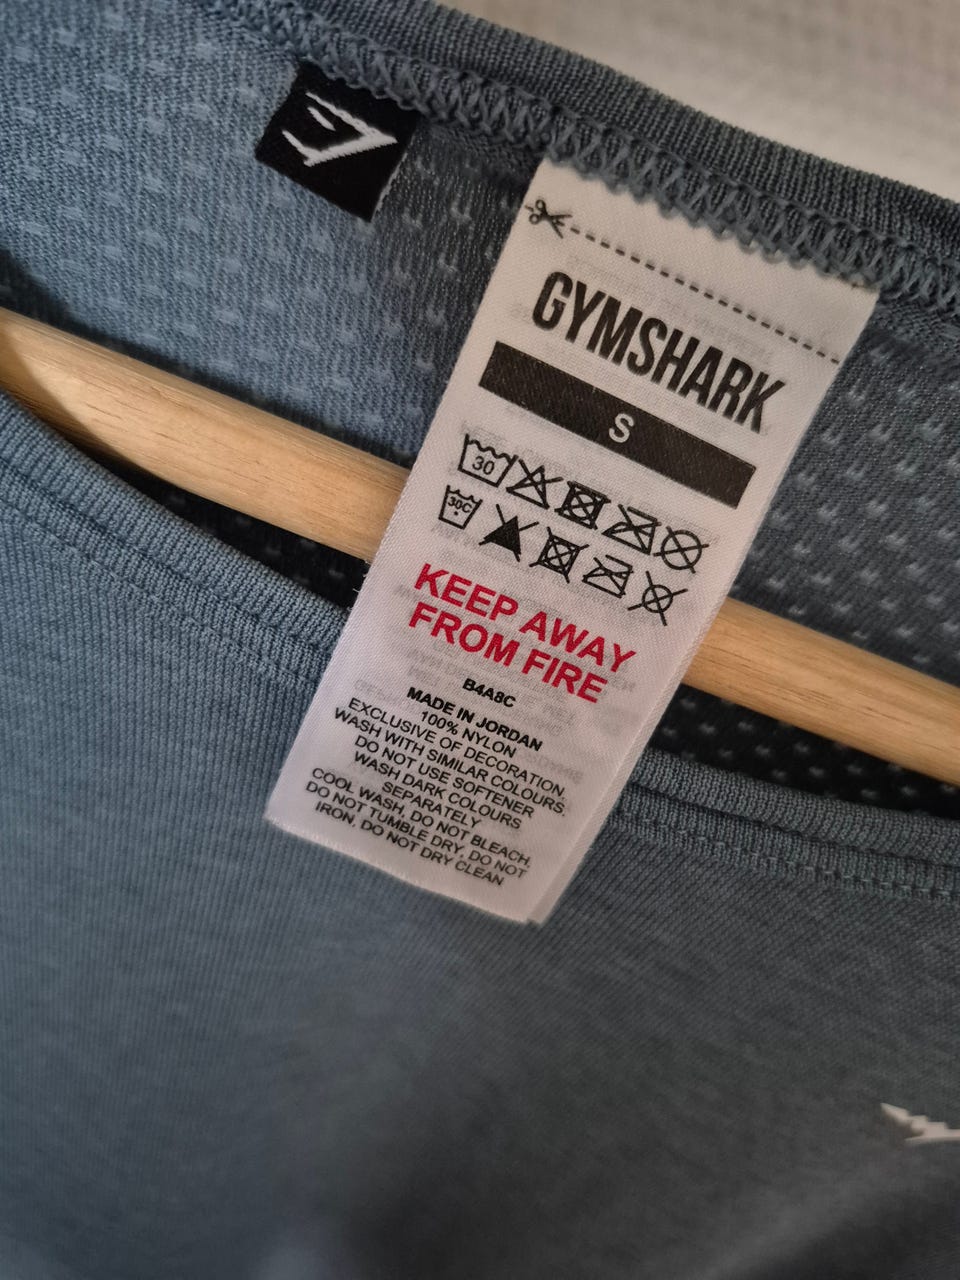 GYMSHARK
S
30
30C
KEEP AWAY
FROM FIRE
B4A8C
MADE IN JORDAN
100% NYLON
EXCLUSIVE OF DECORATION.
WASH WITH SIMILAR COLOURS.
DO NOT USE SOFTENER
WASH DARK COLOURS
SEPARATELY
COOL WASH, DO NOT BLEACH,
DO NOT TUMBLE DRY, DO NOT
IRON, DO NOT DRY CLEAN